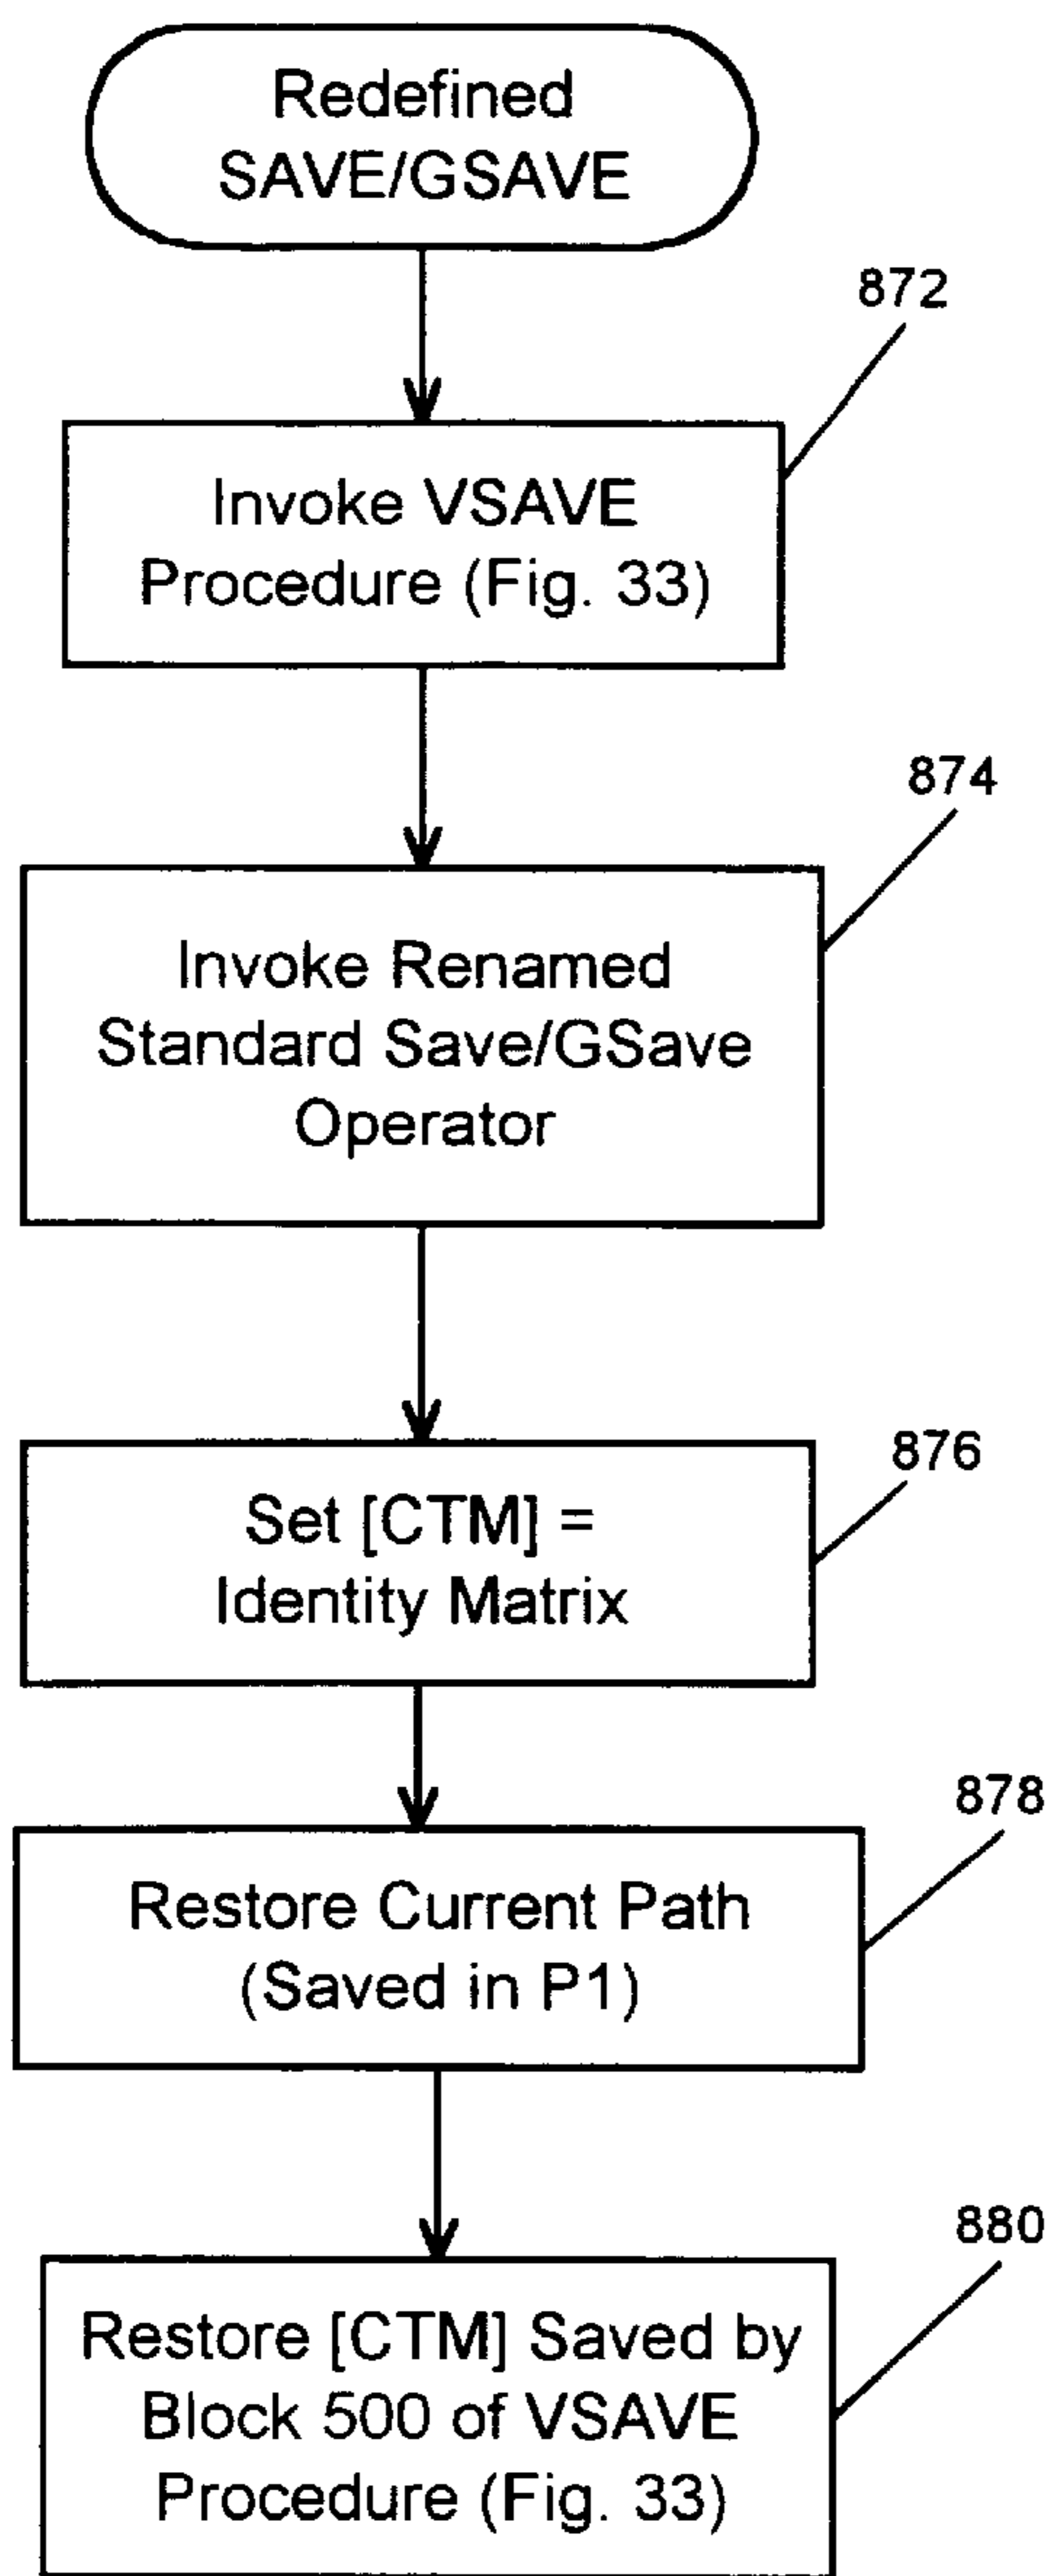 Redefined
SAVE/GSAVE
872
Invoke VSAVE
Procedure (Fig. 33)
874
Invoke Renamed
Standard Save/GSave
Operator
876
Set [CTM] =
Identity Matrix
878
Restore Current Path
(Saved in P1)
880
Restore [CTM] Saved by
Block 500 of VSAVE
Procedure (Fig. 33)